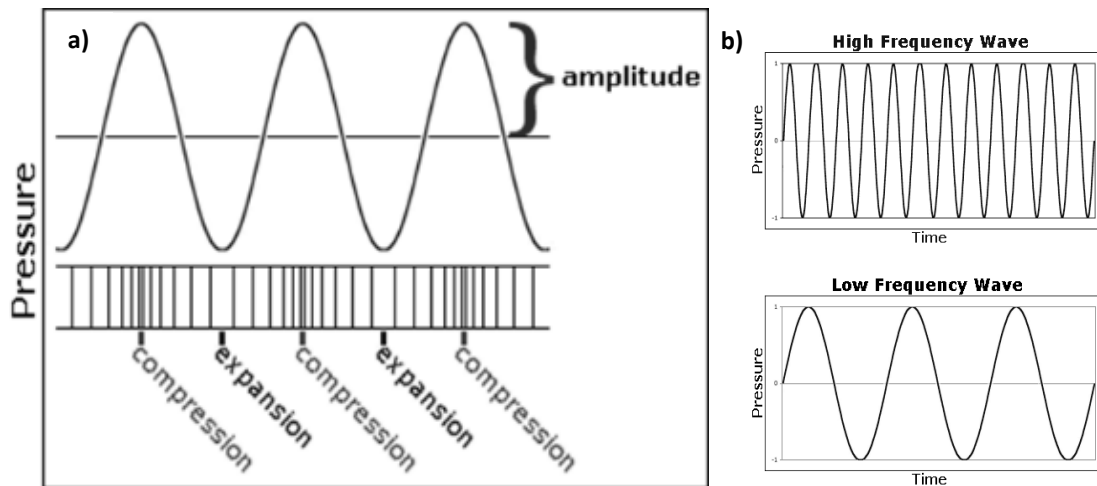 a)
amplitude
Pressure
compression
expansion
compression
expansion
compression
b)
High Frequency Wave
1
0
-1
Pressure
Time
Low Frequency Wave
1
0
-1
Pressure
Time